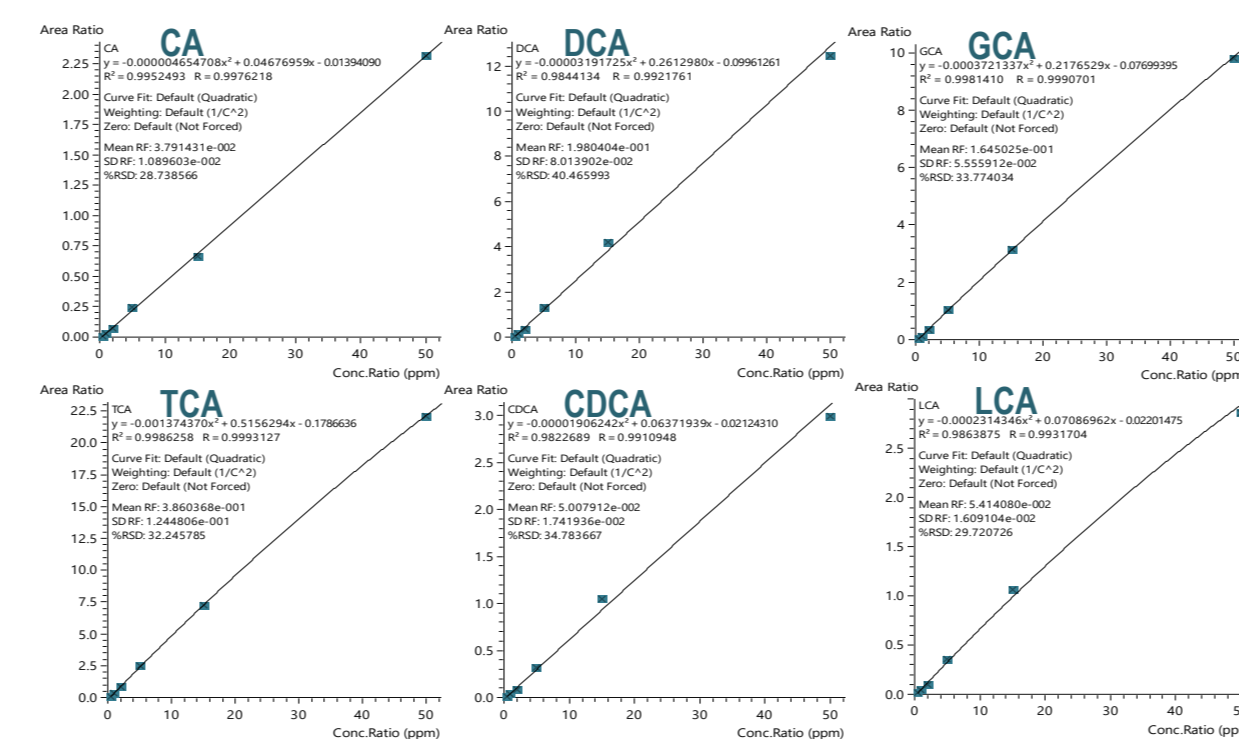 Area Ratio
CA
CA
y = -0.000004654708x² + 0.04676959x - 0.01394090
R² = 0.9952493 R = 0.9976218
Curve Fit: Default (Quadratic)
Weighting: Default (1/C^2)
Zero: Default (Not Forced)
Mean RF: 3.791431e-002
SD RF: 1.089603e-002
%RSD: 28.738566
2.25
2.00
1.75
1.50
1.25
1.00
0.75
0.50
0.25
0.00
0 10 20 30 40 50
Conc.Ratio (ppm)
Area Ratio
DCA
DCA
y = -0.00003191725x² + 0.2612980x - 0.09961261
R² = 0.9844134 R = 0.9921761
Curve Fit: Default (Quadratic)
Weighting: Default (1/C^2)
Zero: Default (Not Forced)
Mean RF: 1.980404e-001
SD RF: 8.013902e-002
%RSD: 40.465993
12
10
8
6
4
2
0
0 10 20 30 40 50
Conc.Ratio (ppm)
Area Ratio
GCA
GCA
y = -0.0003721337x² + 0.2176529x - 0.07699395
R² = 0.9981410 R = 0.9990701
Curve Fit: Default (Quadratic)
Weighting: Default (1/C^2)
Zero: Default (Not Forced)
Mean RF: 1.645025e-001
SD RF: 5.555912e-002
%RSD: 33.774034
10
8
6
4
2
0
0 10 20 30 40 50
Conc.Ratio (ppm
Area Ratio
TCA
TCA
y = -0.001374370x² + 0.5156294x - 0.1786636
R² = 0.9986258 R = 0.9993127
Curve Fit: Default (Quadratic)
Weighting: Default (1/C^2)
Zero: Default (Not Forced)
Mean RF: 3.860368e-001
SD RF: 1.244806e-001
%RSD: 32.245785
22.5
20.0
17.5
15.0
12.5
10.0
7.5
5.0
2.5
0.0
0 10 20 30 40 50
Conc.Ratio (ppm)
Area Ratio
CDCA
CDCA
y = -0.00001906242x² + 0.06371939x - 0.02124310
R² = 0.9822689 R = 0.9910948
Curve Fit: Default (Quadratic)
Weighting: Default (1/C^2)
Zero: Default (Not Forced)
Mean RF: 5.007912e-002
SD RF: 1.741936e-002
%RSD: 34.783667
3.0
2.5
2.0
1.5
1.0
0.5
0.0
0 10 20 30 40 50
Conc.Ratio (ppm)
Area Ratio
LCA
LCA
y = -0.0002314346x² + 0.07086962x - 0.02201475
R² = 0.9863875 R = 0.9931704
Curve Fit: Default (Quadratic)
Weighting: Default (1/C^2)
Zero: Default (Not Forced)
Mean RF: 5.414080e-002
SD RF: 1.609104e-002
%RSD: 29.720726
2.5
2.0
1.5
1.0
0.5
0.0
0 10 20 30 40 5
Conc.Ratio (pp